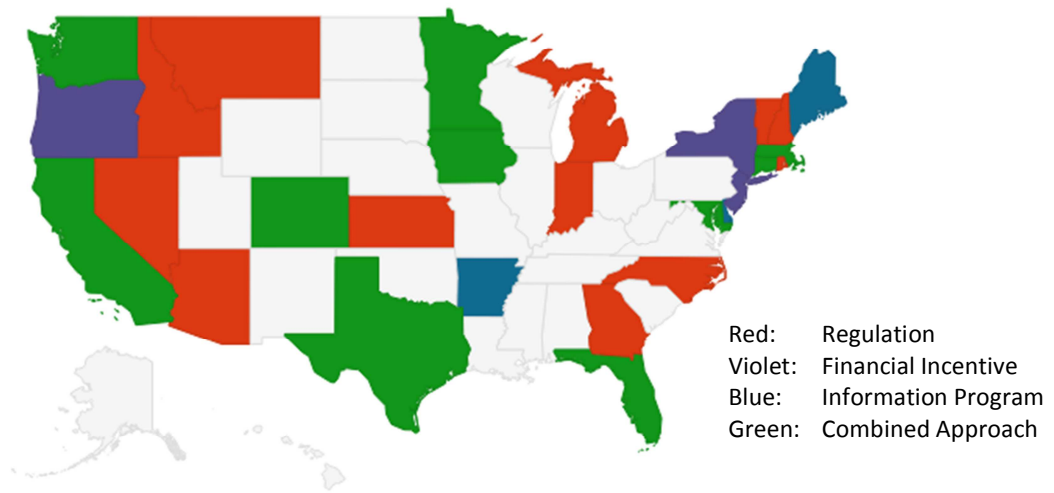 Red: Regulation
Violet: Financial Incentive
Blue: Information Program
Green: Combined Approach